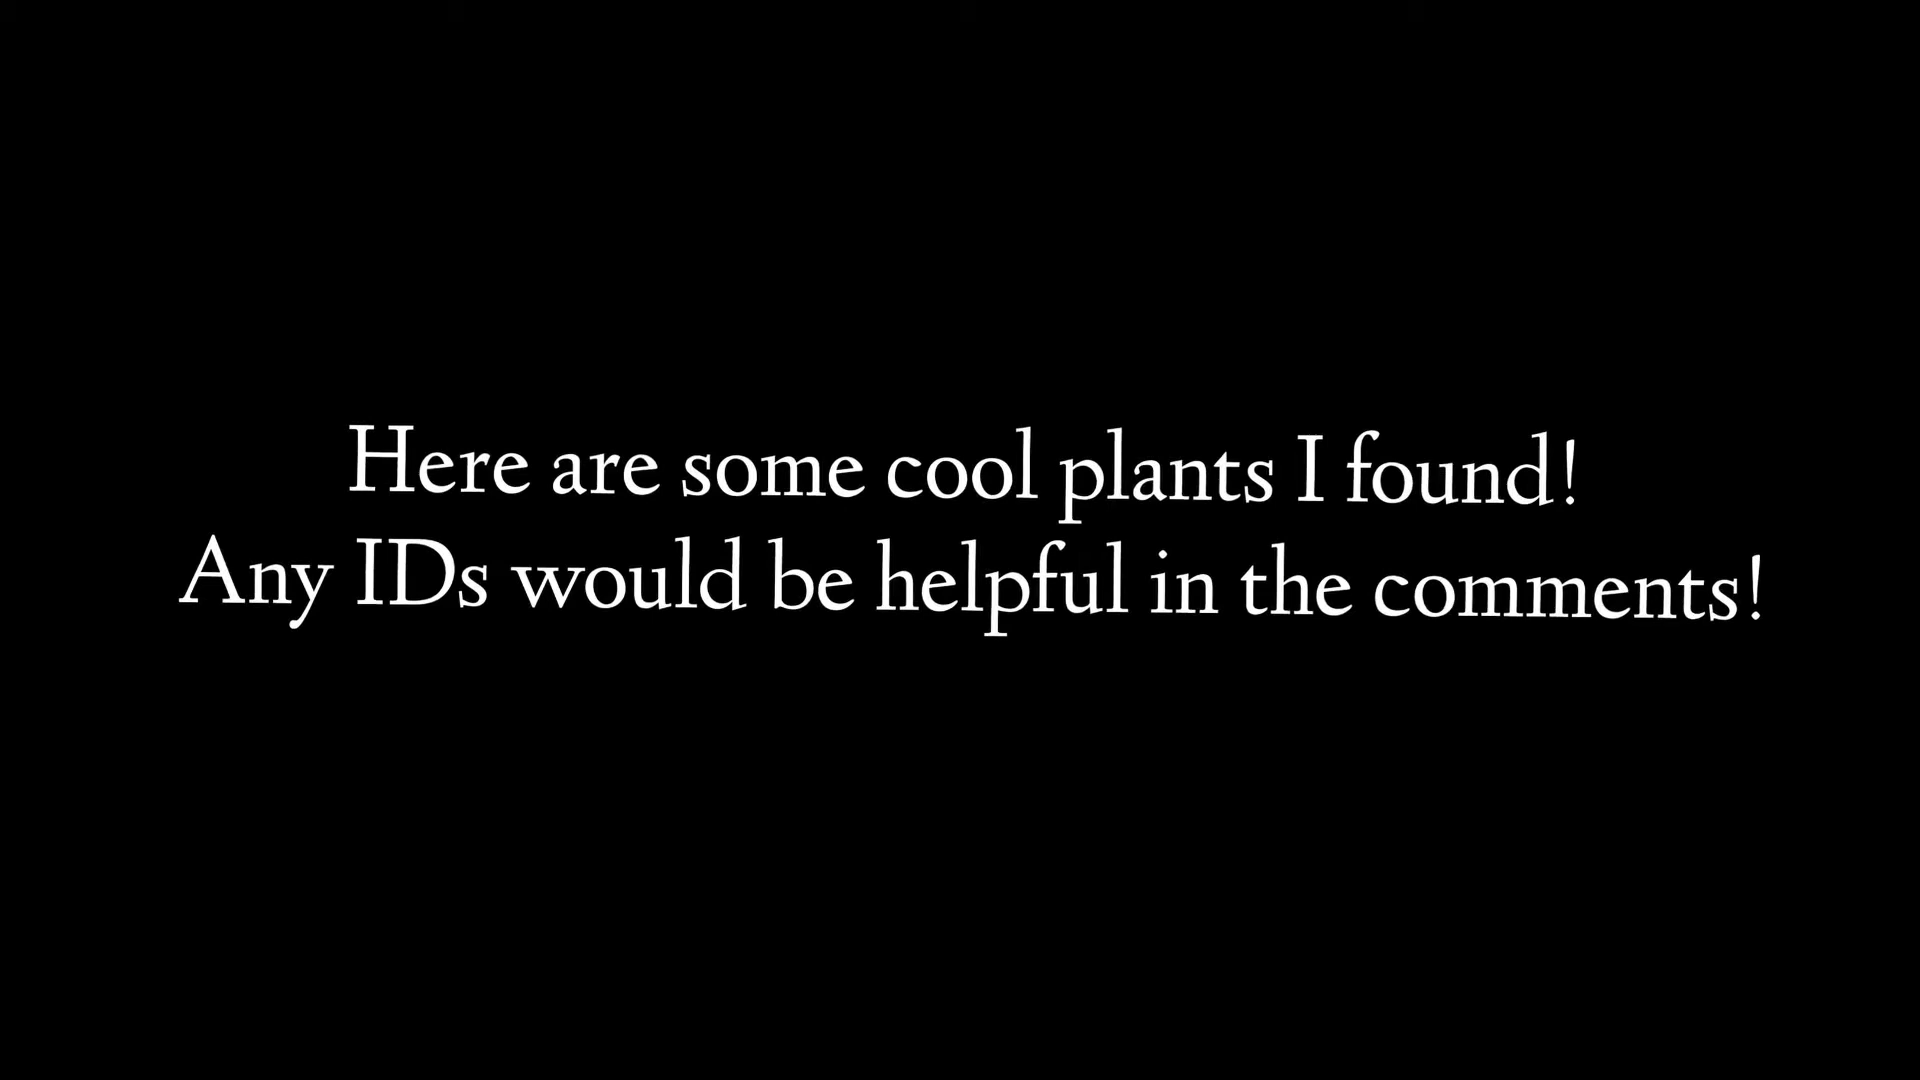 Here are some cool plants I found!
Any IDs would be helpful in the comments!